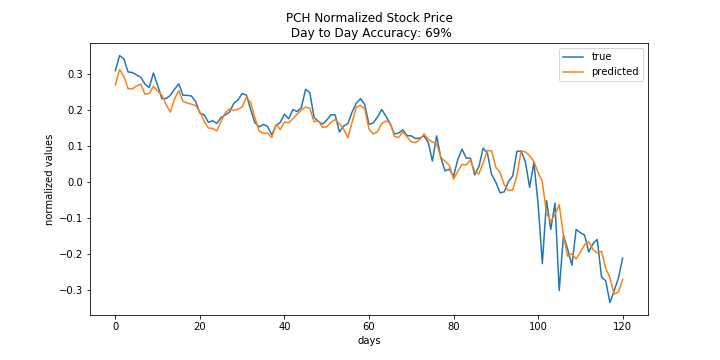 PCH Normalized Stock Price
Day to Day Accuracy: 69%
true
predicted
normalized values
0.3
0.2
0.1
0.0
−0.1
−0.2
−0.3
0 20 40 60 80 100 120
days